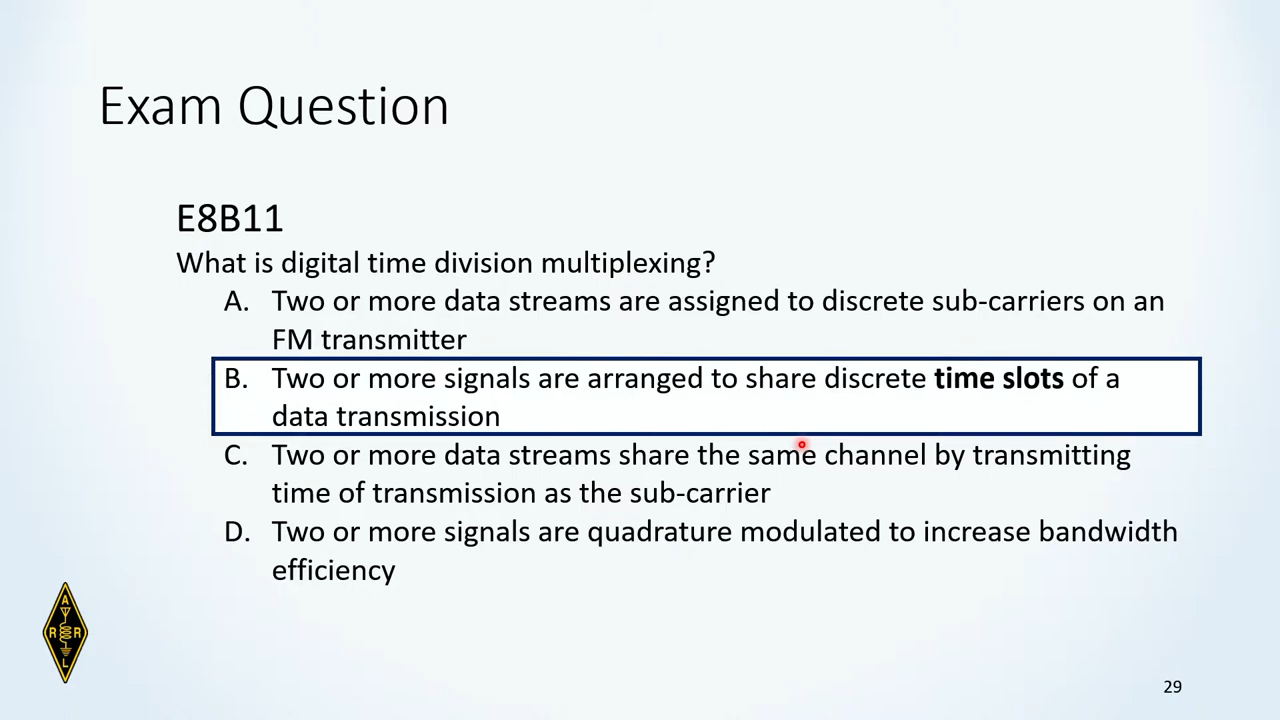 Exam Question
E8B11
What is digital time division multiplexing?
A. Two or more data streams are assigned to discrete sub-carriers on an
FM transmitter
B. Two or more signals are arranged to share discrete time slots of a
data transmission
C. Two or more data streams share the same channel by transmitting
time of transmission as the sub-carrier
D. Two or more signals are quadrature modulated to increase bandwidth
efficiency
A
R R
L
29